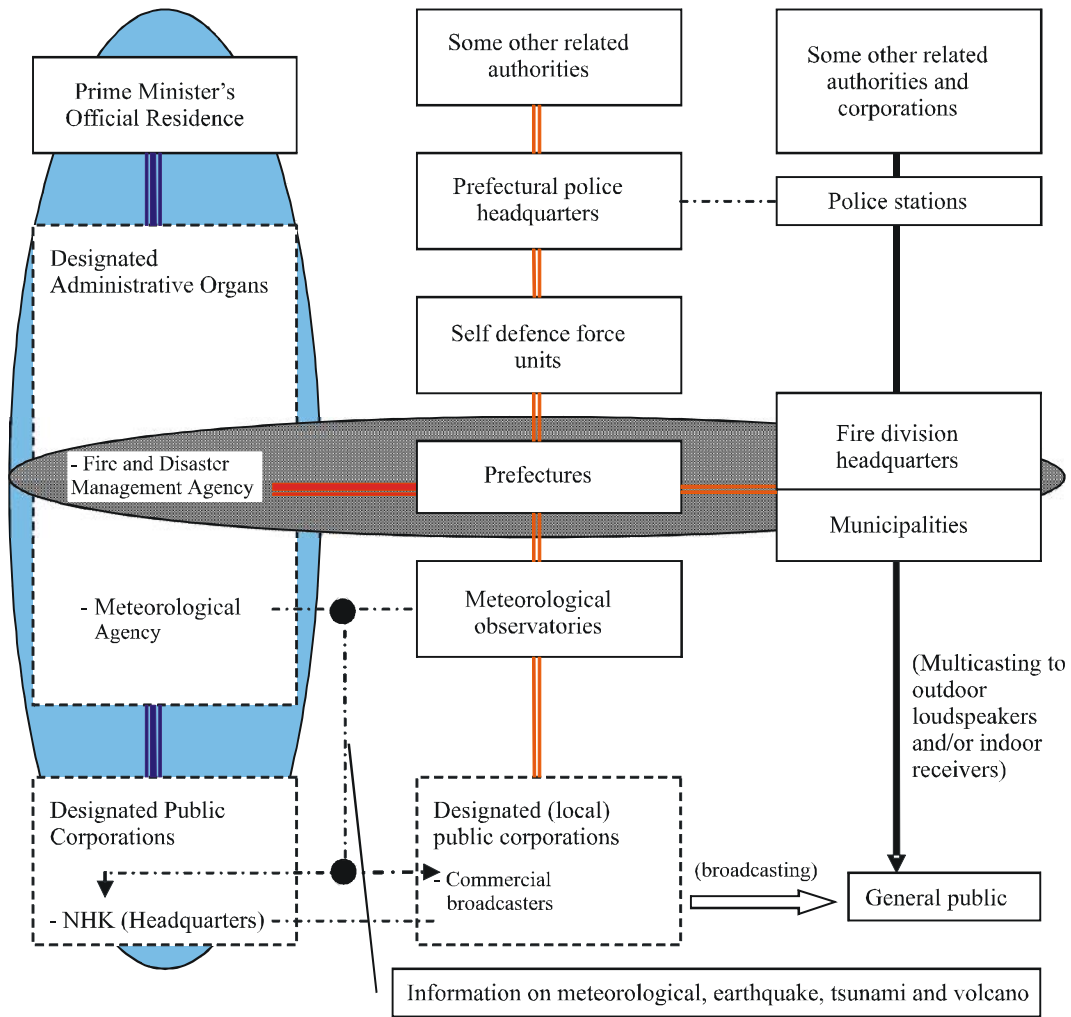 Prime Minister's
Official Residence
Designated
Administrative Organs
- Fire and Disaster
Management Agency
- Meteorological
Agency
Designated Public
Corporations
- NHK (Headquarters)
Some other related
authorities
Prefectural police
headquarters
Self defence force
units
Prefectures
Meteorological
observatories
Designated (local)
public corporations
- Commercial
broadcasters
Some other related
authorities and
corporations
Police stations
Fire division
headquarters
Municipalities
(Multicasting to
outdoor
loudspeakers
and/or indoor
receivers)
(broadcasting)
General public
Information on meteorological, earthquake, tsunami and volcano